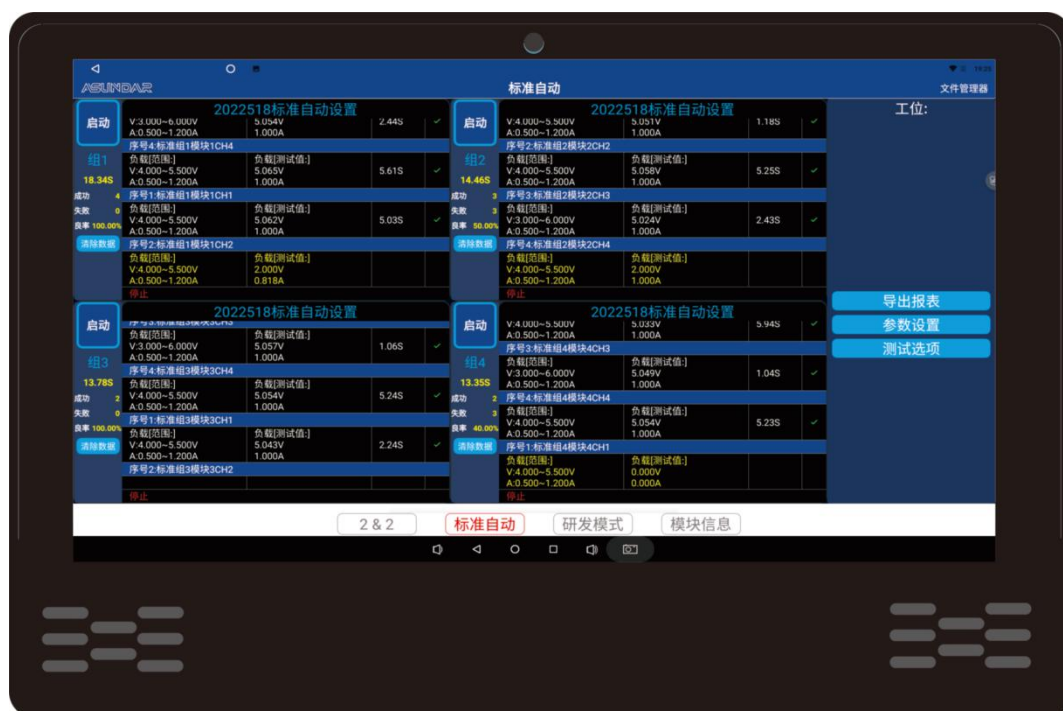 19:35
ASUNDAR
标准自动
文件管理器
启动
组1
18.34S
成功 4
失败 0
良率 100.00%
清除数据
2022518标准自动设置
V:3.000~6.000V 5.054V 2.44S
A:0.500~1.200A 1.000A
序号4:标准组1模块1CH4
负载[范围:] 负载[测试值:]
V:4.000~5.500V 5.065V 5.61S
A:0.500~1.200A 1.000A
序号1:标准组1模块1CH1
负载[范围:] 负载[测试值:]
V:4.000~5.500V 5.062V 5.03S
A:0.500~1.200A 1.000A
序号2:标准组1模块1CH2
负载[范围:] 负载[测试值:]
V:4.000~5.500V 2.000V
A:0.500~1.200A 0.818A
停止
启动
组2
14.46S
成功 3
失败 3
良率 50.00%
清除数据
2022518标准自动设置
V:4.000~5.500V 5.051V 1.18S
A:0.500~1.200A 1.000A
序号2:标准组2模块2CH2
负载[范围:] 负载[测试值:]
V:4.000~5.500V 5.058V 5.25S
A:0.500~1.200A 1.000A
序号3:标准组2模块2CH3
负载[范围:] 负载[测试值:]
V:3.000~6.000V 5.024V 2.43S
A:0.500~1.200A 1.000A
序号4:标准组2模块2CH4
负载[范围:] 负载[测试值:]
V:4.000~5.500V 2.000V
A:0.500~1.200A 1.000A
停止
启动
组3
13.78S
成功 2
失败 0
良率 100.00%
清除数据
2022518标准自动设置
序号3:标准组3模块3CH3
负载[范围:] 负载[测试值:]
V:3.000~6.000V 5.057V 1.06S
A:0.500~1.200A 1.000A
序号4:标准组3模块3CH4
负载[范围:] 负载[测试值:]
V:4.000~5.500V 5.054V 5.24S
A:0.500~1.200A 1.000A
序号1:标准组3模块3CH1
负载[范围:] 负载[测试值:]
V:4.000~5.500V 5.043V 2.24S
A:0.500~1.200A 1.000A
序号2:标准组3模块3CH2
停止
启动
组4
13.35S
成功 2
失败 3
良率 40.00%
清除数据
2022518标准自动设置
V:4.000~5.500V 5.033V 5.94S
A:0.500~1.200A 1.000A
序号3:标准组4模块4CH3
负载[范围:] 负载[测试值:]
V:3.000~6.000V 5.049V 1.04S
A:0.500~1.200A 1.000A
序号4:标准组4模块4CH4
负载[范围:] 负载[测试值:]
V:4.000~5.500V 5.054V 5.23S
A:0.500~1.200A 1.000A
序号1:标准组4模块4CH1
负载[范围:] 负载[测试值:]
V:4.000~5.500V 0.000V
A:0.500~1.200A 0.000A
停止
工位:
导出报表
参数设置
测试选项
2 & 2
标准自动
研发模式
模块信息